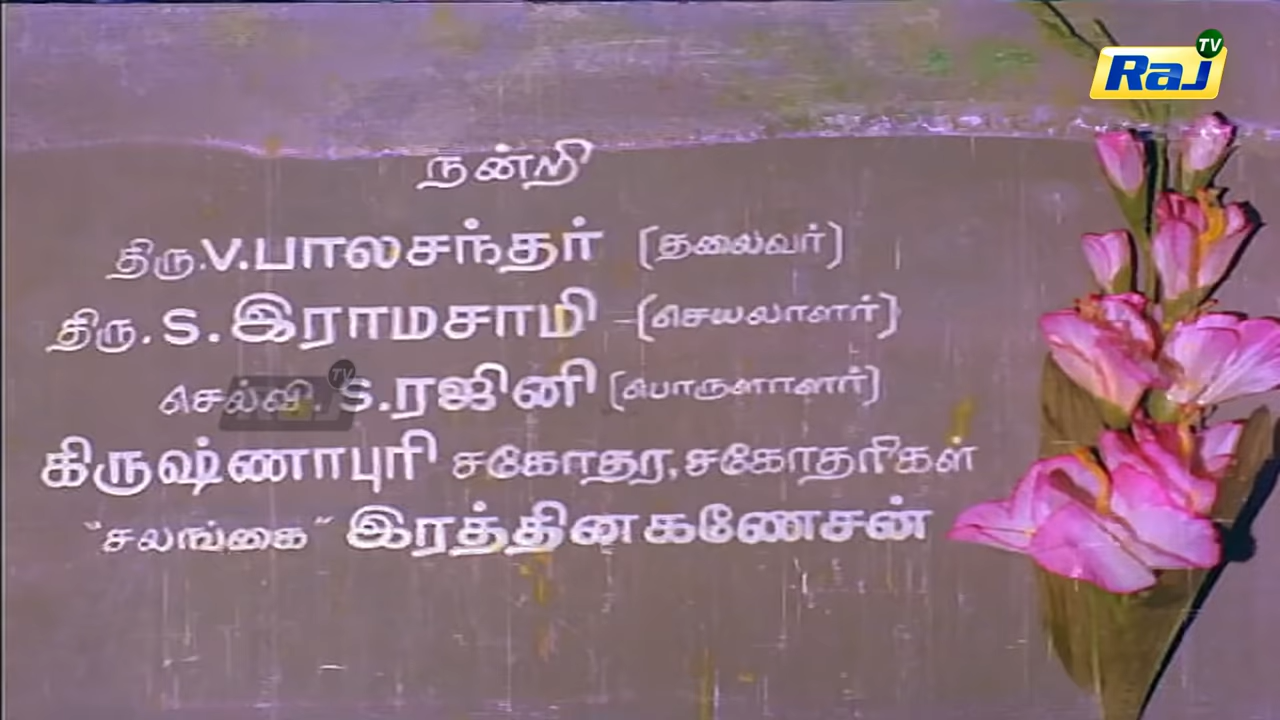 Raj TV
நன்றி
திரு.V.பாலசந்தர் (தலைவர்)
திரு. S. இராமசாமி (செயலாளர்)
செல்வி. S.ரஜினி (பொருளாளர்)
கிருஷ்ணாபுரி சகோதர,சகோதரிகள்
"சலங்கை" இரத்தினகணேசன்